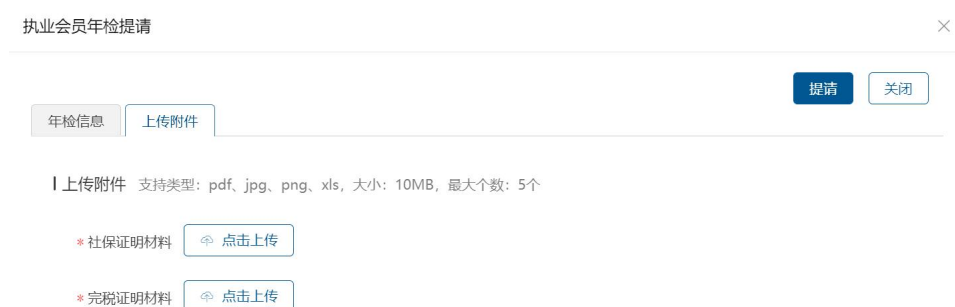 执业会员年检提请
提请 关闭
年检信息 上传附件
上传附件 支持类型：pdf、jpg、png、xls，大小：10MB，最大个数：5个
*社保证明材料 点击上传
*完税证明材料 点击上传